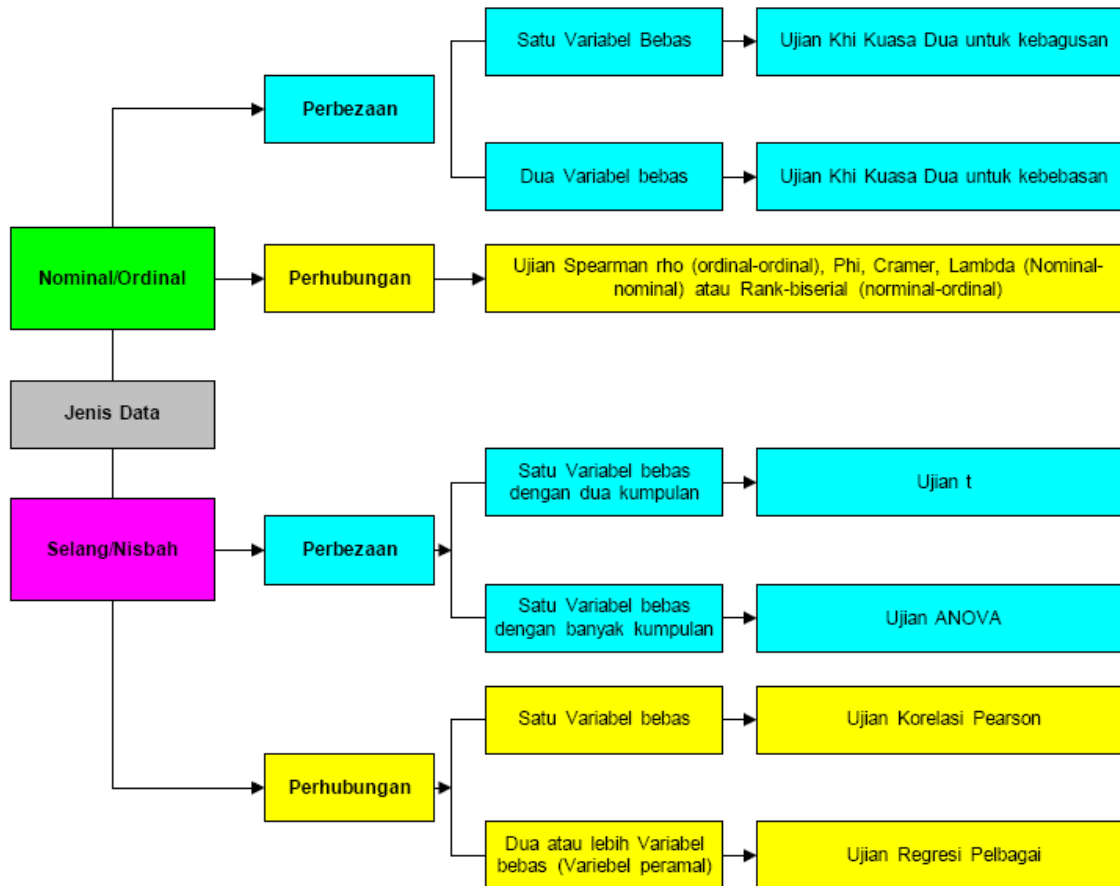 Satu Variabel Bebas
Ujian Khi Kuasa Dua untuk kebagusan
Perbezaan
Dua Variabel bebas
Ujian Khi Kuasa Dua untuk kebebasan
Nominal/Ordinal
Perhubungan
Ujian Spearman rho (ordinal-ordinal), Phi, Cramer, Lambda (Nominal-
nominal) atau Rank-biserial (norminal-ordinal)
Jenis Data
Satu Variabel bebas
dengan dua kumpulan
Ujian t
Selang/Nisbah
Perbezaan
Satu Variabel bebas
dengan banyak kumpulan
Ujian ANOVA
Satu Variabel bebas
Ujian Korelasi Pearson
Perhubungan
Dua atau lebih Variabel
bebas (Variebel peramal)
Ujian Regresi Pelbagai